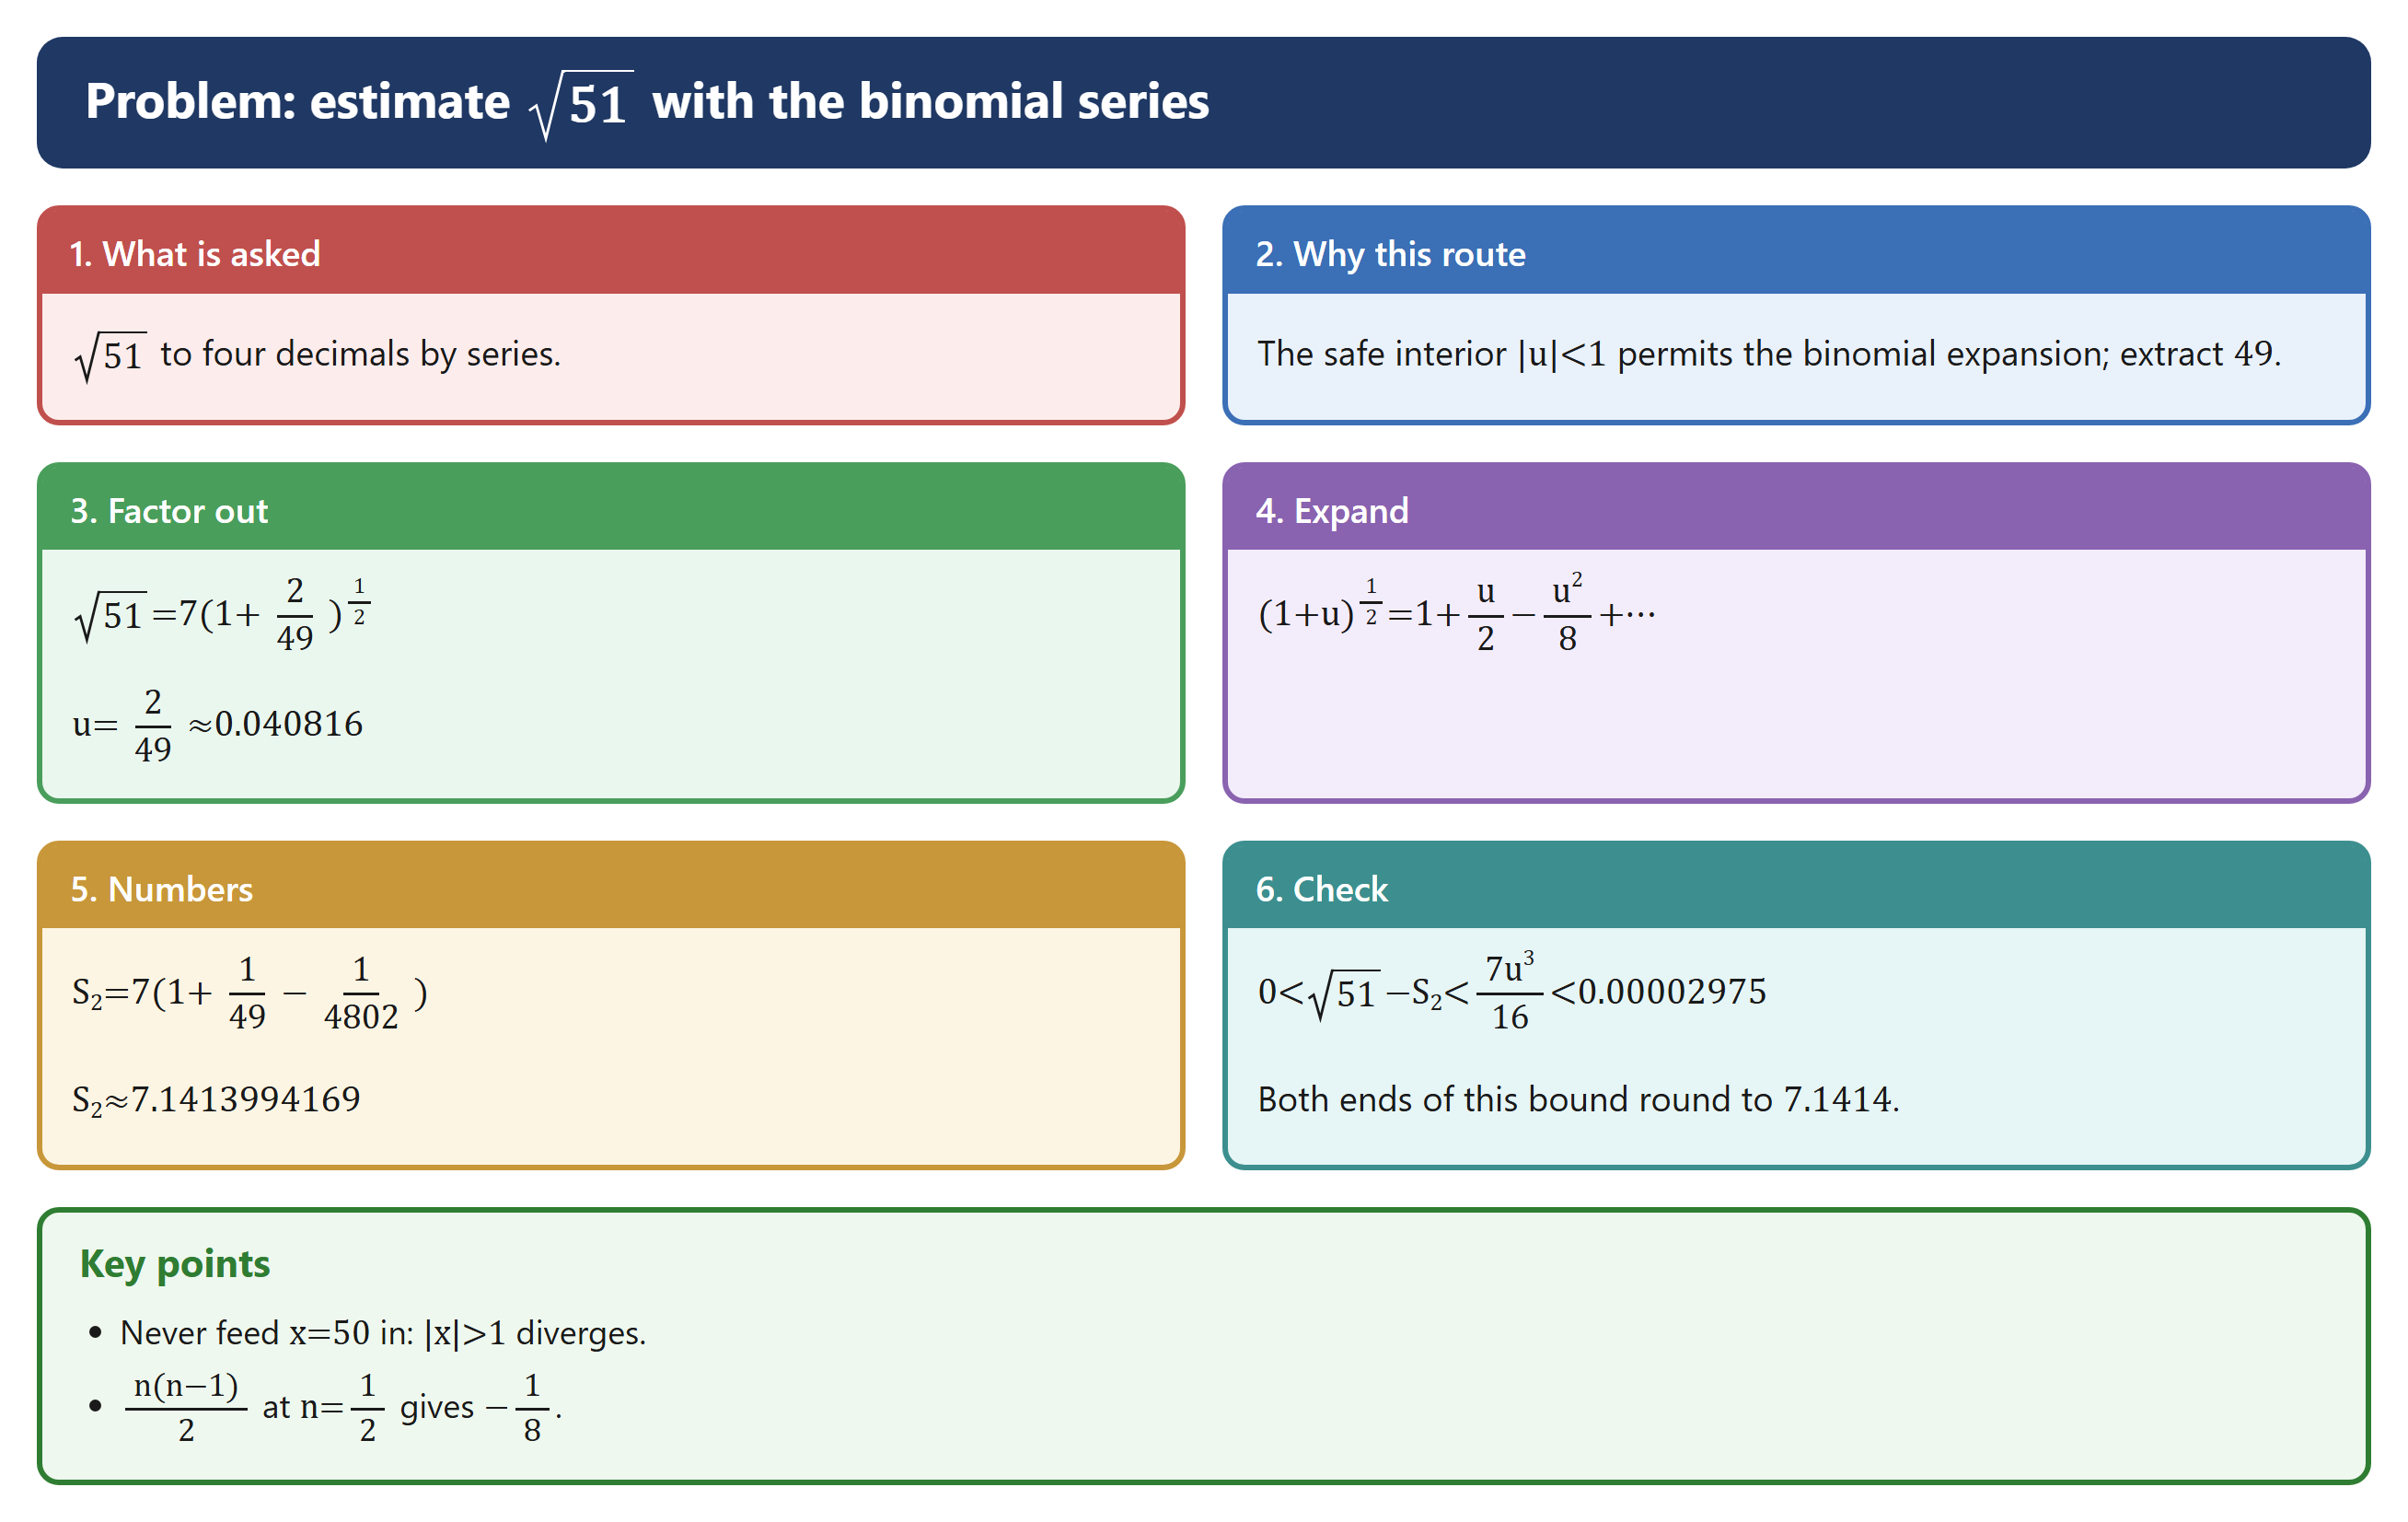 Problem: estimate √51 with the binomial series
1. What is asked
√51 to four decimals by series.
2. Why this route
The safe interior |u|<1 permits the binomial expansion; extract 49.
3. Factor out
√51=7(1+ 2/49 )^(1/2)
u= 2/49 ≈0.040816
4. Expand
(1+u)^(1/2)=1+u/2−u²/8+⋯
5. Numbers
S₂=7(1+ 1/49 − 1/4802 )
S₂≈7.1413994169
6. Check
0<√51−S₂<7u³/16<0.00002975
Both ends of this bound round to 7.1414.
Key points
• Never feed x=50 in: |x|>1 diverges.
• n(n−1)/2 at n=1/2 gives −1/8.